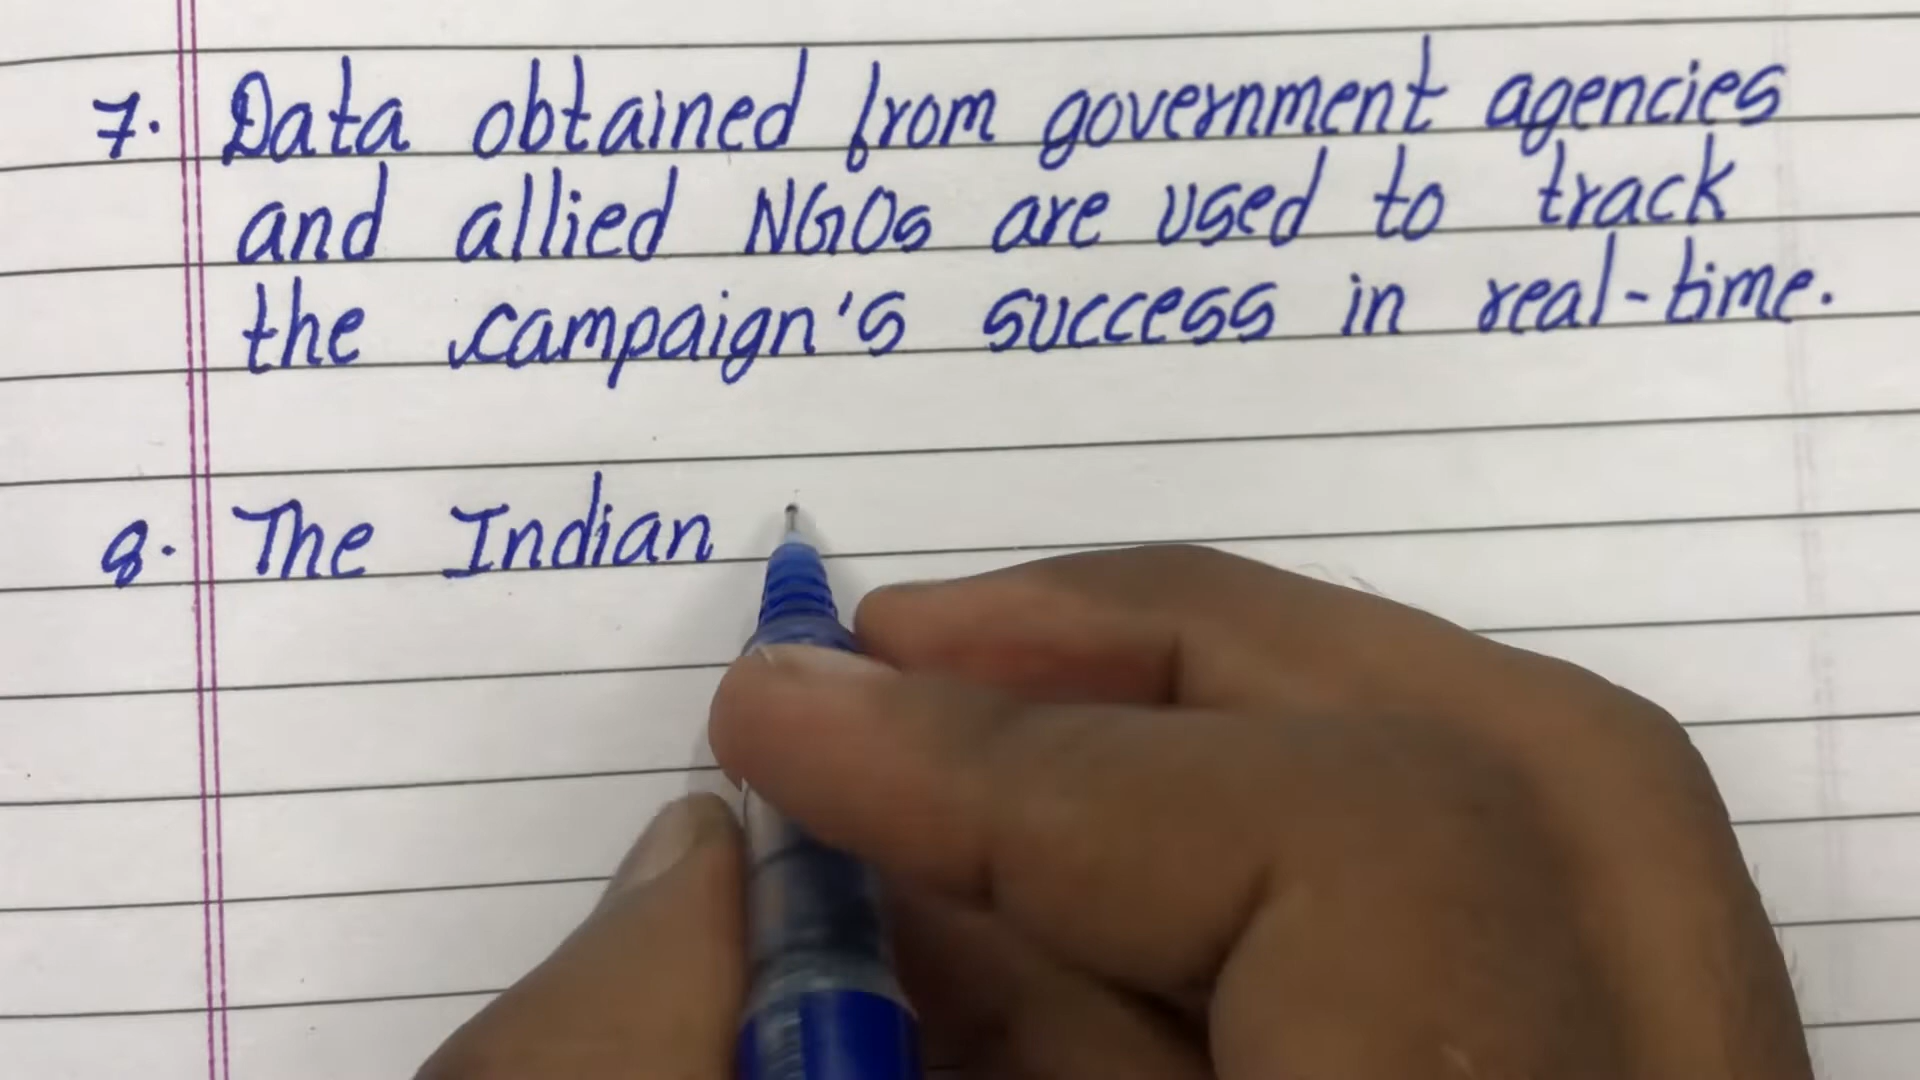 7. Data obtained from government agencies
and allied NGOs are used to track
the campaign's success in real-time.
8. The Indian